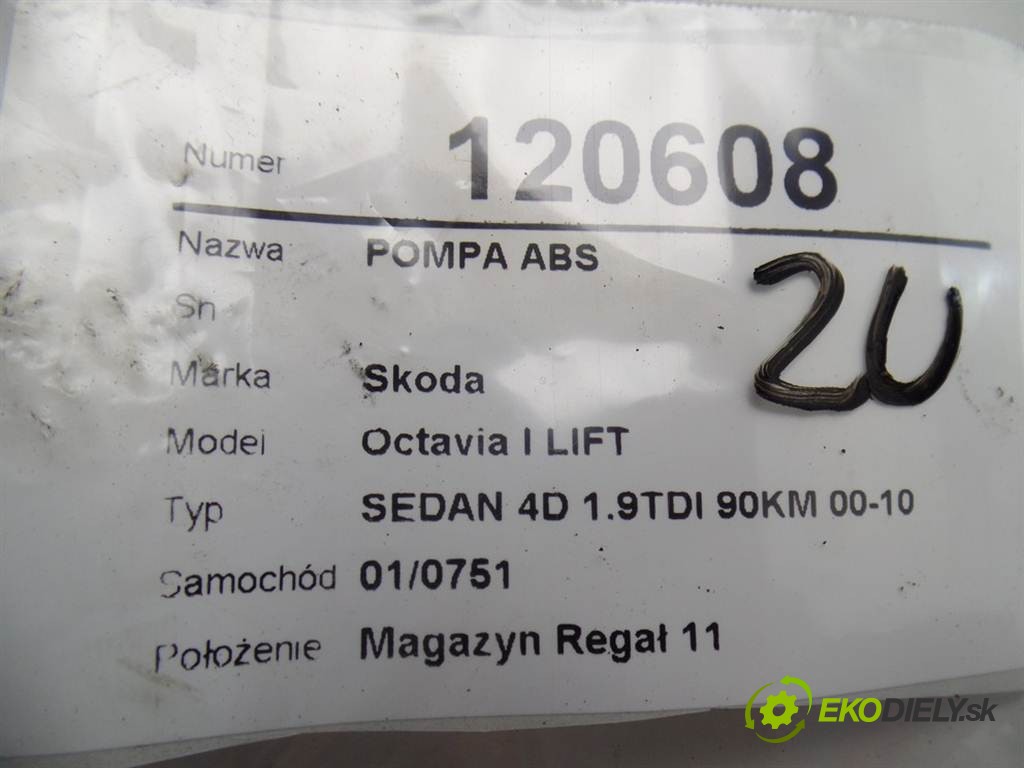 Numer 120608
Nazwa POMPA ABS
Sn
Marka Skoda
Model Octavia I LIFT
Typ SEDAN 4D 1.9TDI 90KM 00-10
Samochód 01/0751
Położenie Magazyn Regał 11
ZU
EKODIELY.sk